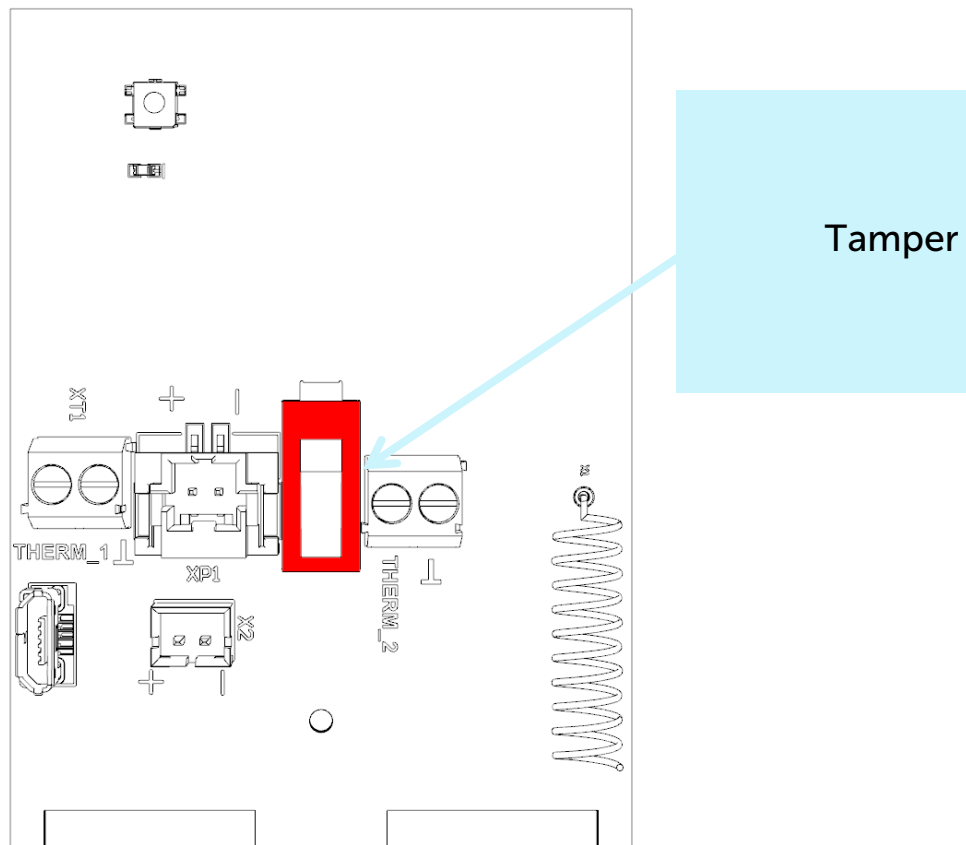 Tamper
XT1
+ -
THERM_1
XP1
THERM_2
X2
+ -